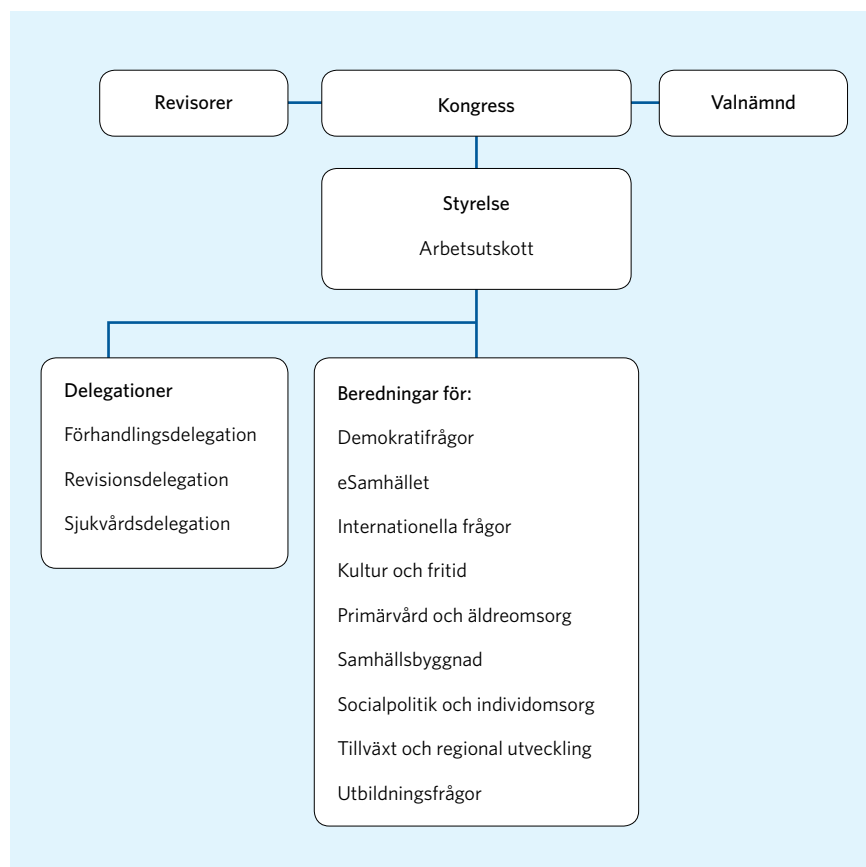 Revisorer
Kongress
Valnämnd
Styrelse
Arbetsutskott
Delegationer
Förhandlingsdelegation
Revisionsdelegation
Sjukvårdsdelegation
Beredningar för:
Demokratifrågor
eSamhället
Internationella frågor
Kultur och fritid
Primärvård och äldreomsorg
Samhällsbyggnad
Socialpolitik och individomsorg
Tillväxt och regional utveckling
Utbildningsfrågor